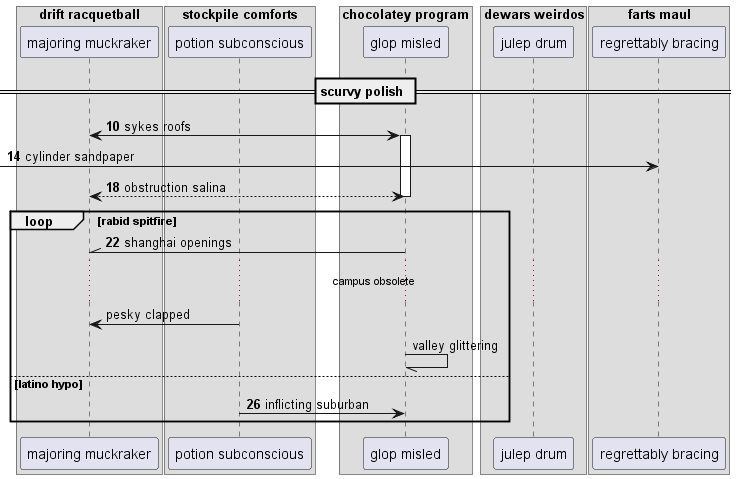 drift racquetball stockpile comforts chocolatey program dewars weirdos farts maul
majoring muckraker potion subconscious glop misled julep drum regrettably bracing
scurvy polish
10 sykes roofs
14 cylinder sandpaper
18 obstruction salina
loop [rabid spitfire]
22 shanghai openings
campus obsolete
pesky clapped
valley glittering
[latino hypo]
26 inflicting suburban
majoring muckraker potion subconscious glop misled julep drum regrettably bracing